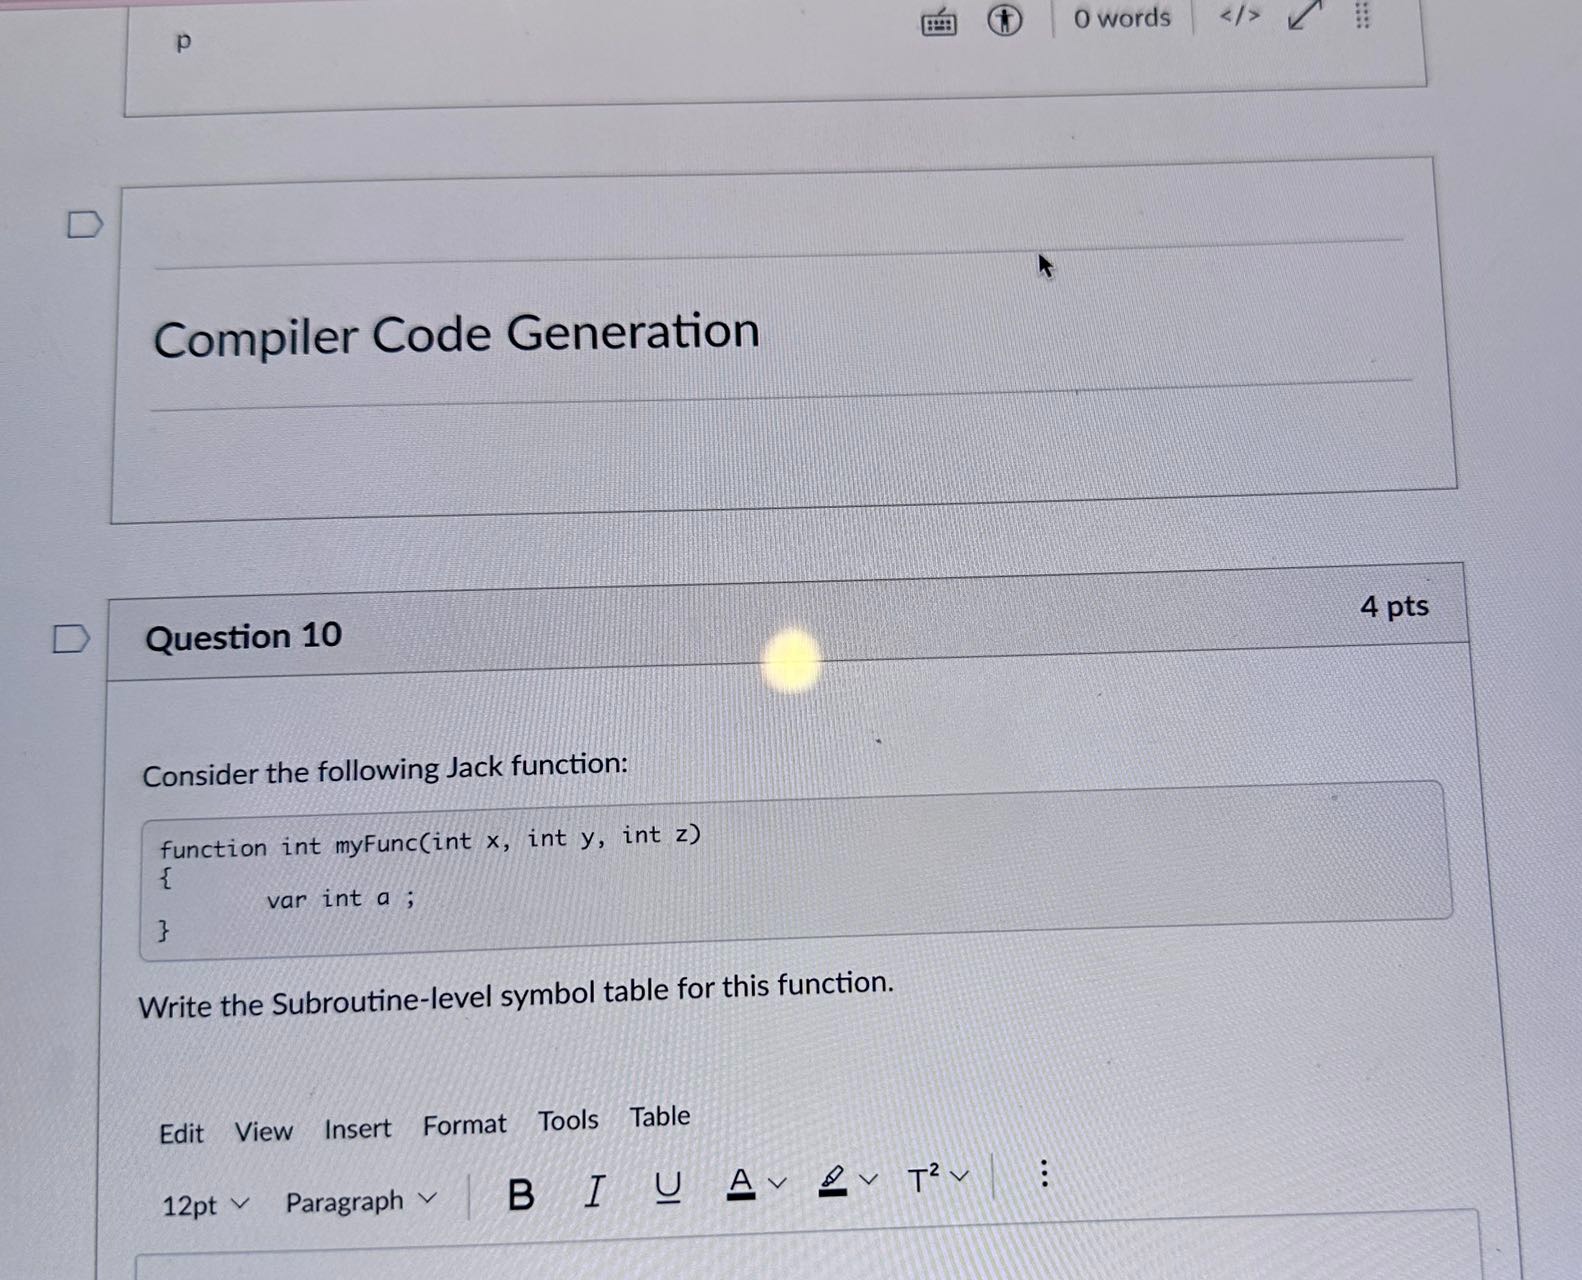 p
0 words </>
Compiler Code Generation
Question 10
4 pts
Consider the following Jack function:
function int myFunc(int x, int y, int z)
{
var int a ;
}
Write the Subroutine-level symbol table for this function.
Edit View Insert Format Tools Table
12pt Paragraph B I U A T²